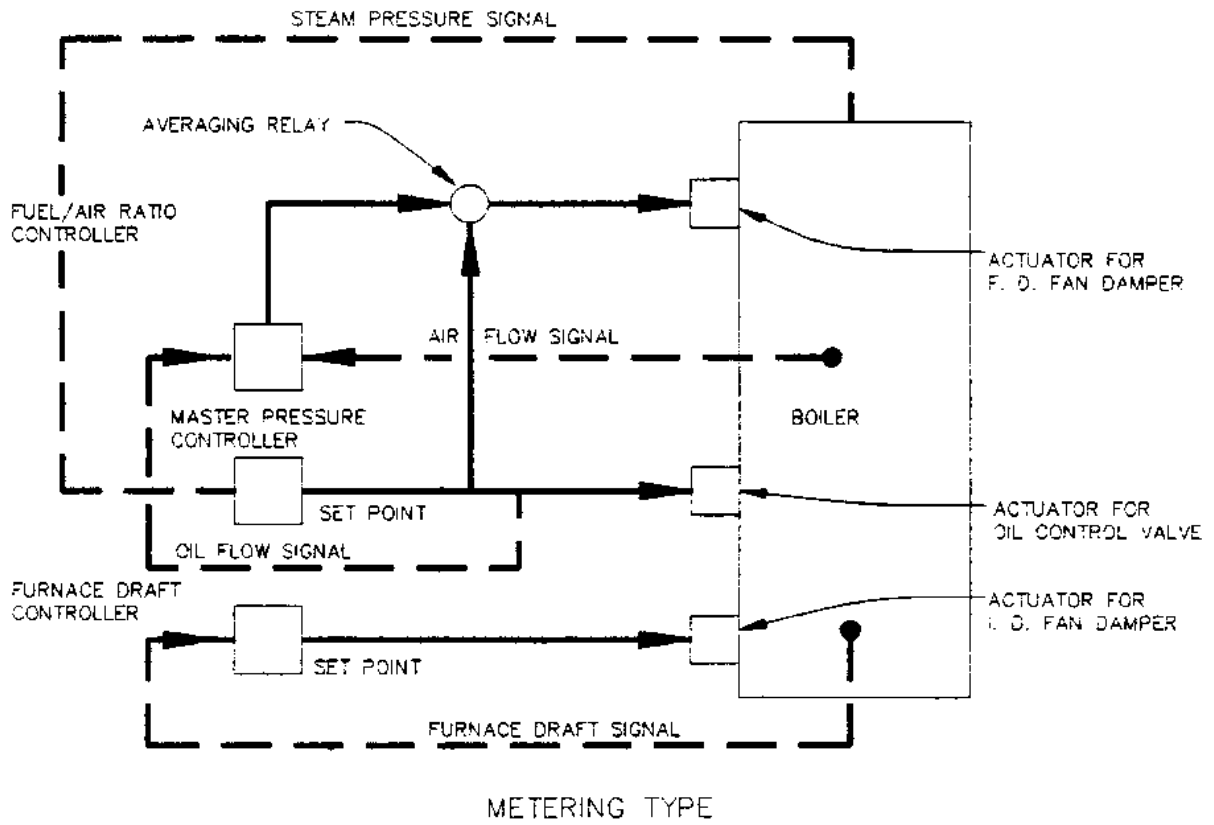 STEAM PRESSURE SIGNAL
AVERAGING RELAY
FUEL/AIR RATIO
CONTROLLER
ACTUATOR FOR
F. D. FAN DAMPER
AIR FLOW SIGNAL
MASTER PRESSURE
CONTROLLER
BOILER
SET POINT
ACTUATOR FOR
OIL CONTROL VALVE
OIL FLOW SIGNAL
FURNACE DRAFT
CONTROLLER
ACTUATOR FOR
I. D. FAN DAMPER
SET POINT
FURNACE DRAFT SIGNAL
METERING TYPE